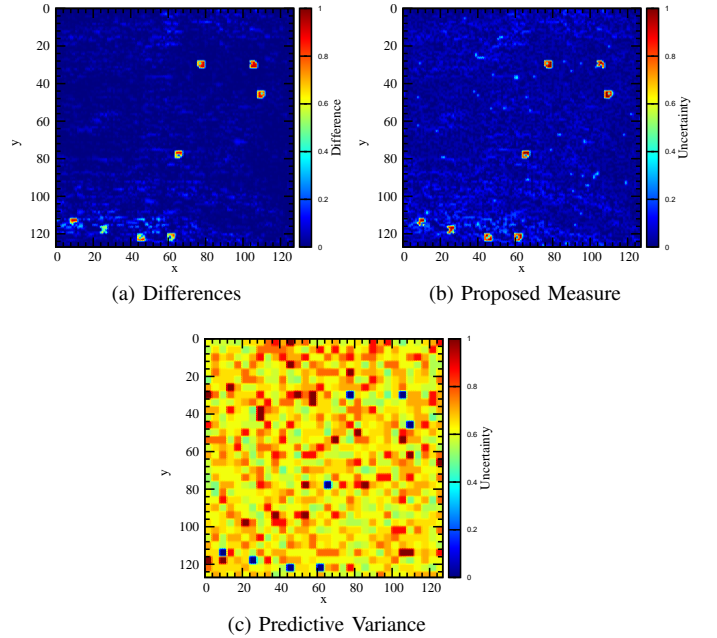 0
20
40
60
80
100
120
0 20 40 60 80 100 120
x
y
0
0.2
0.4
0.6
0.8
1
Difference
(a) Differences
0
20
40
60
80
100
120
0 20 40 60 80 100 120
x
y
0
0.2
0.4
0.6
0.8
1
Uncertainty
(b) Proposed Measure
0
20
40
60
80
100
120
0 20 40 60 80 100 120
x
y
0
0.2
0.4
0.6
0.8
1
Uncertainty
(c) Predictive Variance